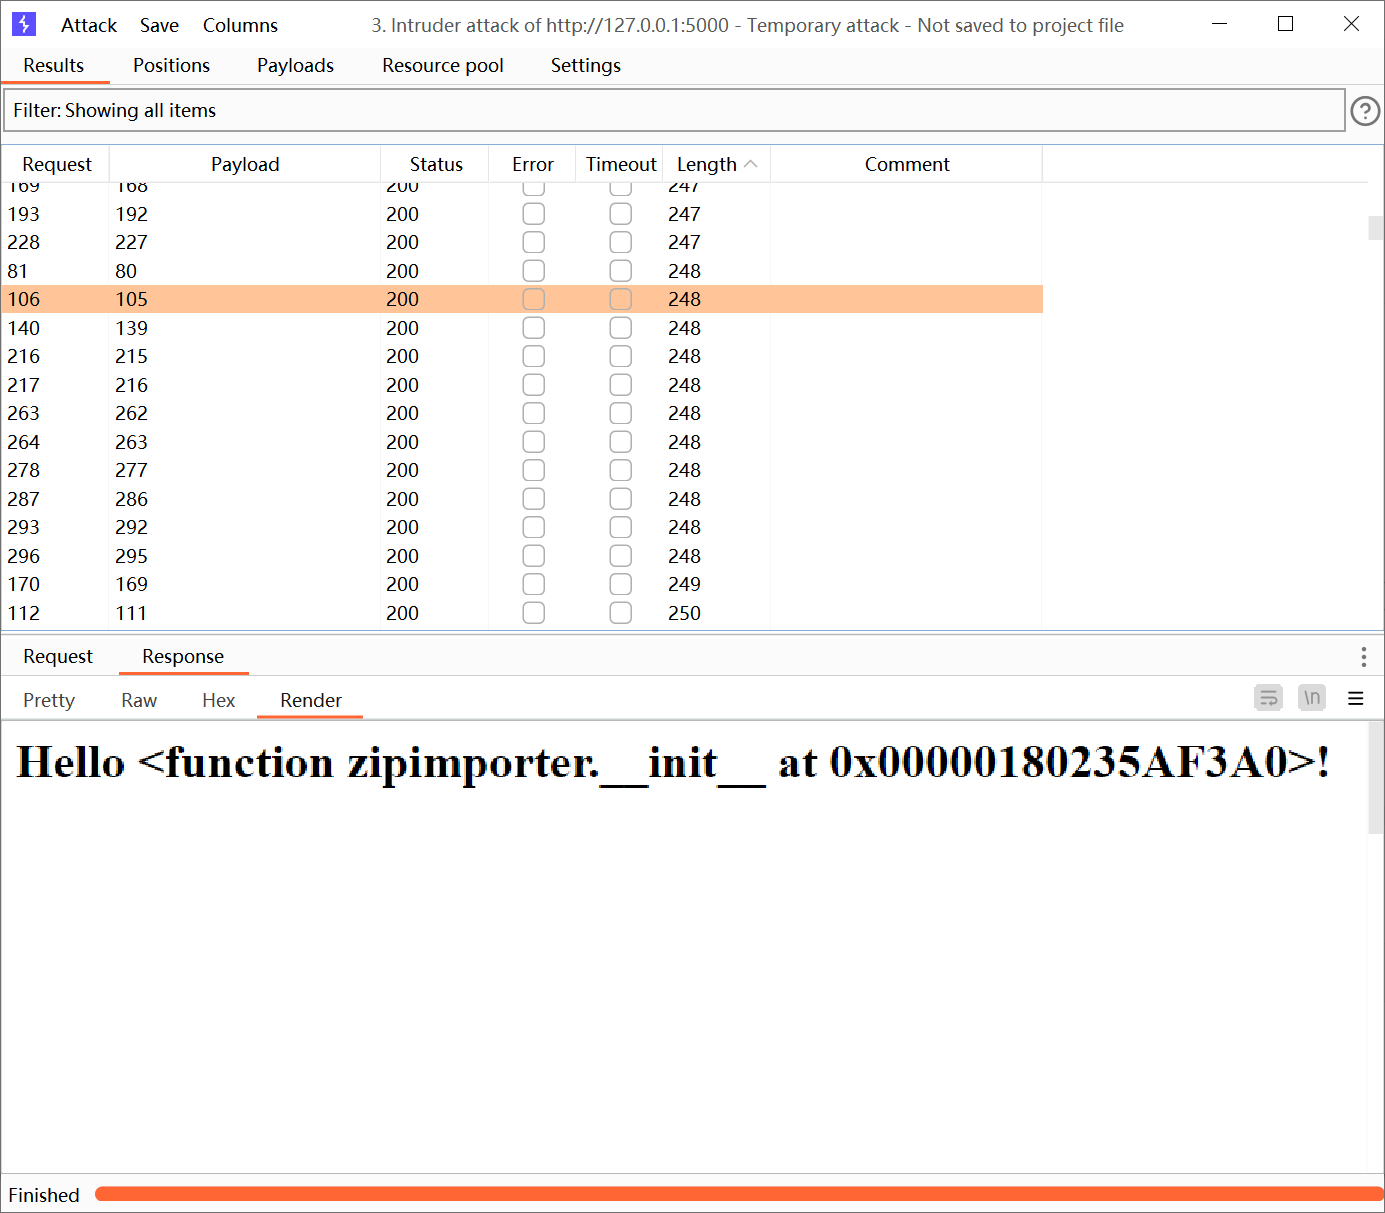 Attack Save Columns 3. Intruder attack of http://127.0.0.1:5000 - Temporary attack - Not saved to project file
Results Positions Payloads Resource pool Settings
Filter: Showing all items
Request Payload Status Error Timeout Length Comment
169 168 200 247
193 192 200 247
228 227 200 247
81 80 200 248
106 105 200 248
140 139 200 248
216 215 200 248
217 216 200 248
263 262 200 248
264 263 200 248
278 277 200 248
287 286 200 248
293 292 200 248
296 295 200 248
170 169 200 249
112 111 200 250
Request Response
Pretty Raw Hex Render \n
Hello <function zipimporter.__init__ at 0x00000180235AF3A0>!
Finished